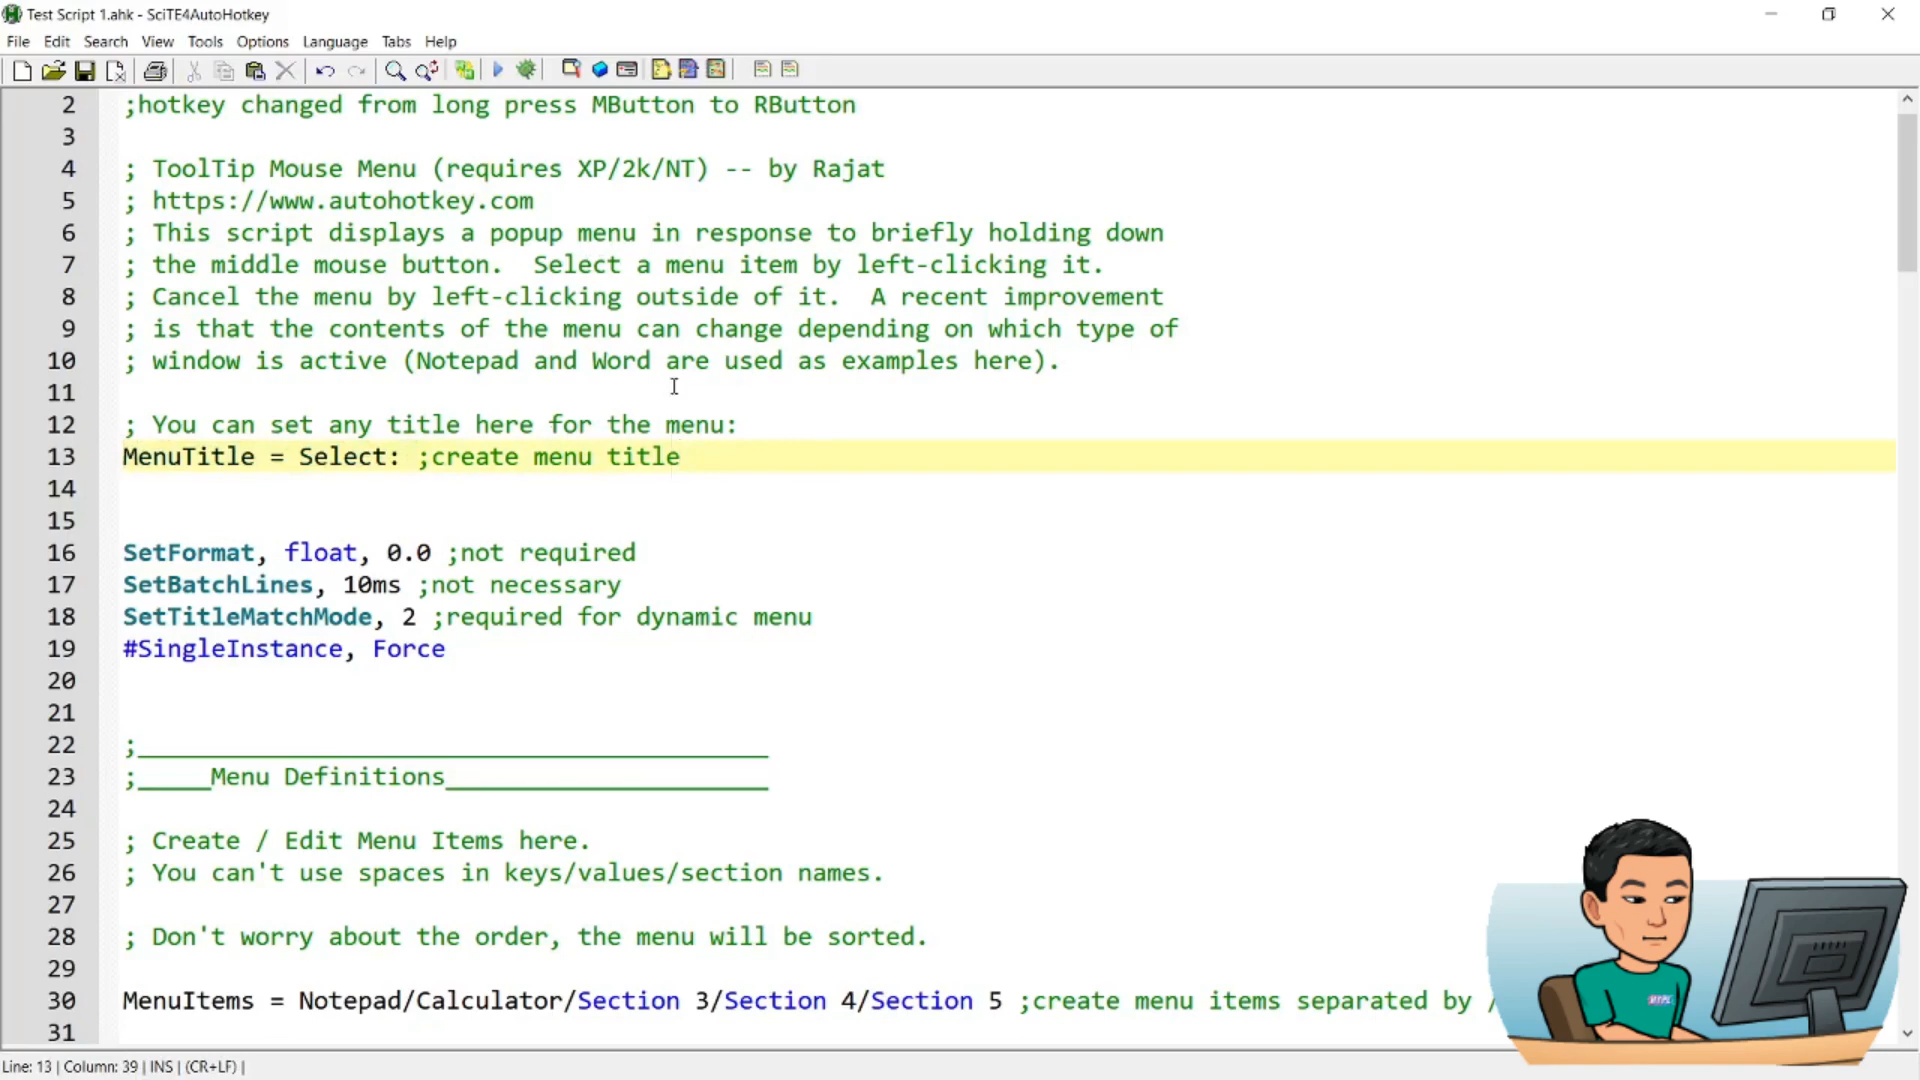 Test Script 1.ahk - SciTE4AutoHotkey
File Edit Search View Tools Options Language Tabs Help
2 ;hotkey changed from long press MButton to RButton
3
4 ; ToolTip Mouse Menu (requires XP/2k/NT) -- by Rajat
5 ; https://www.autohotkey.com
6 ; This script displays a popup menu in response to briefly holding down
7 ; the middle mouse button.  Select a menu item by left-clicking it.
8 ; Cancel the menu by left-clicking outside of it.  A recent improvement
9 ; is that the contents of the menu can change depending on which type of
10 ; window is active (Notepad and Word are used as examples here).
11
12 ; You can set any title here for the menu:
13 MenuTitle = Select: ;create menu title
14
15
16 SetFormat, float, 0.0 ;not required
17 SetBatchLines, 10ms ;not necessary
18 SetTitleMatchMode, 2 ;required for dynamic menu
19 #SingleInstance, Force
20
21
22 ;___________________________________________
23 ;_____Menu Definitions______________________
24
25 ; Create / Edit Menu Items here.
26 ; You can't use spaces in keys/values/section names.
27
28 ; Don't worry about the order, the menu will be sorted.
29
30 MenuItems = Notepad/Calculator/Section 3/Section 4/Section 5 ;create menu items separated by /
31
Line: 13 | Column: 39 | INS | (CR+LF) |